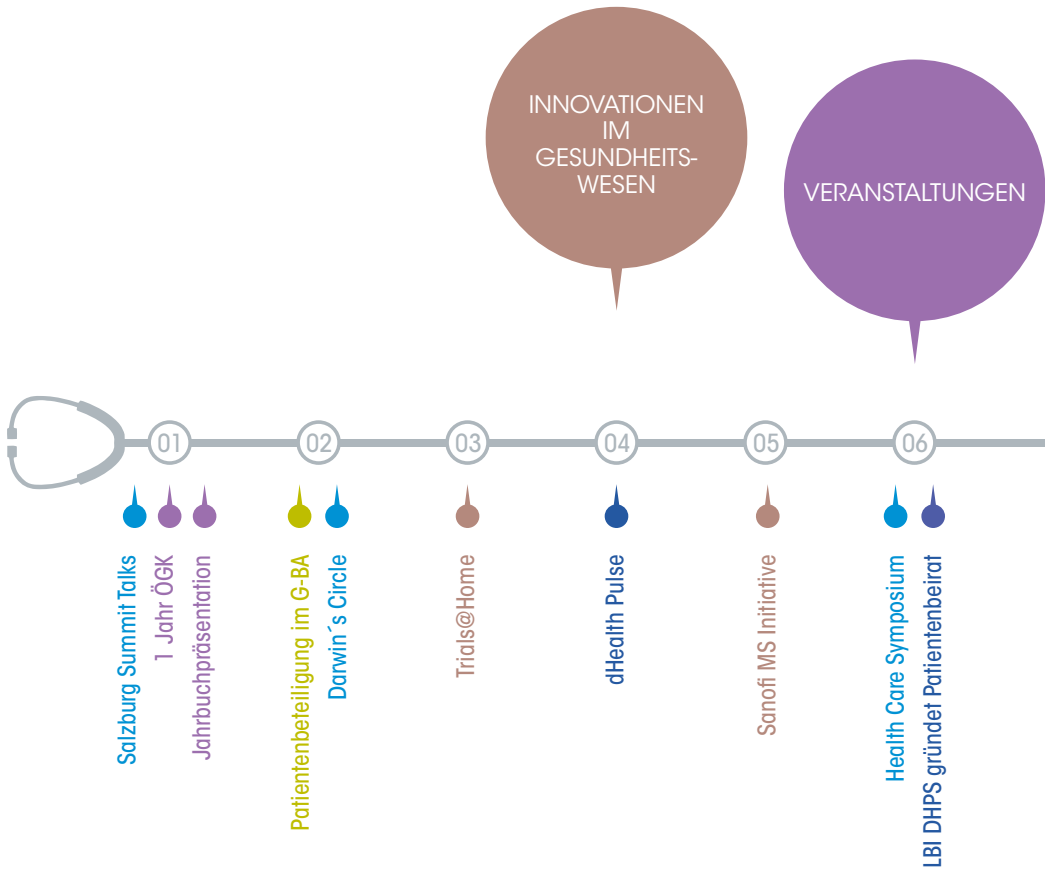 INNOVATIONEN
IM
GESUNDHEITS-
WESEN
VERANSTALTUNGEN
01
02
03
04
05
06
Salzburg Summit Talks
1 Jahr ÖGK
Jahrbuchpräsentation
Patientenbeteiligung im G-BA
Darwin´s Circle
Trials@Home
dHealth Pulse
Sanofi MS Initiative
Health Care Symposium
LBI DHPS gründet Patientenbeirat